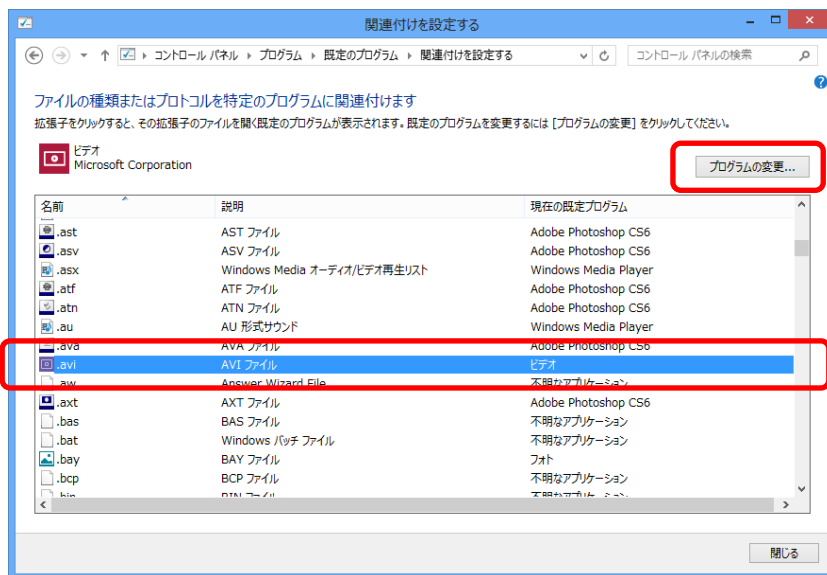 関連付けを設定する
コントロール パネル ▸ プログラム ▸ 既定のプログラム ▸ 関連付けを設定する
コントロール パネルの検索
ファイルの種類またはプロトコルを特定のプログラムに関連付けます
拡張子をクリックすると、その拡張子のファイルを開く既定のプログラムが表示されます。既定のプログラムを変更するには [プログラムの変更] をクリックしてください。
ビデオ
Microsoft Corporation
プログラムの変更...
名前 説明 現在の既定プログラム
.ast AST ファイル Adobe Photoshop CS6
.asv ASV ファイル Adobe Photoshop CS6
.asx Windows Media オーディオ/ビデオ再生リスト Windows Media Player
.atf ATF ファイル Adobe Photoshop CS6
.atn ATN ファイル Adobe Photoshop CS6
.au AU 形式サウンド Windows Media Player
.ava AVA ファイル Adobe Photoshop CS6
.avi AVI ファイル ビデオ
.aw Answer Wizard File 不明なアプリケーション
.axt AXT ファイル Adobe Photoshop CS6
.bas BAS ファイル 不明なアプリケーション
.bat Windows バッチ ファイル 不明なアプリケーション
.bay BAY ファイル フォト
.bcp BCP ファイル 不明なアプリケーション
.bin BIN ファイル 不明なアプリケーション
閉じる